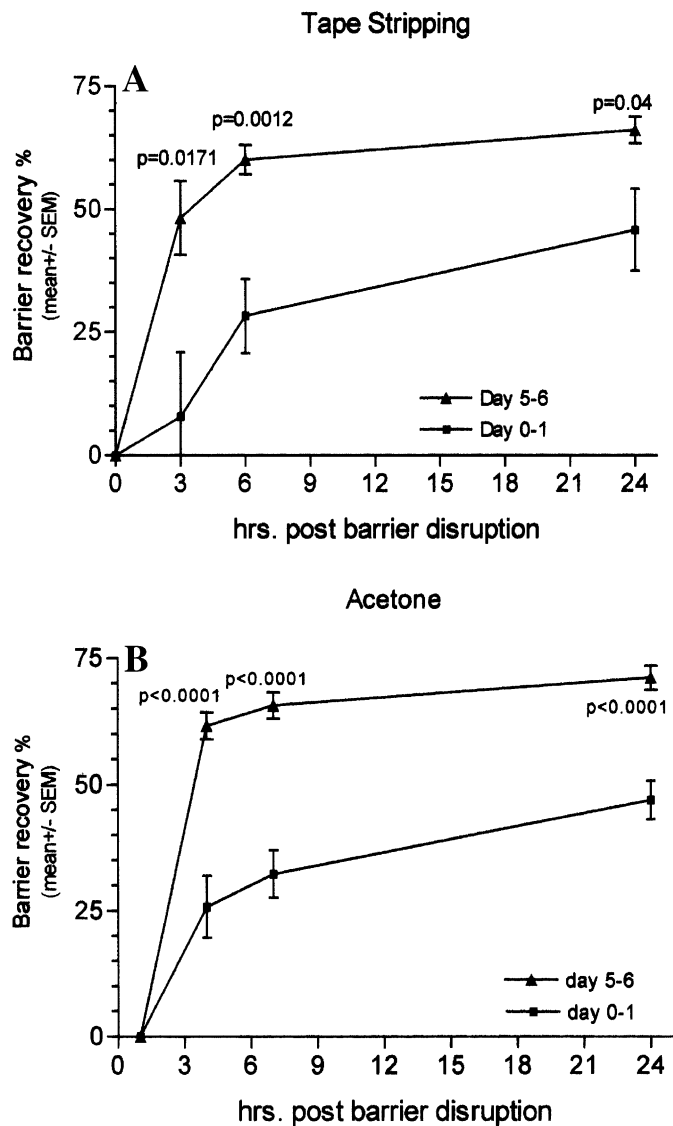 Tape Stripping
A
75
50
25
0
Barrier recovery %
(mean+/- SEM)
p=0.0171
p=0.0012
p=0.04
Day 5-6
Day 0-1
0 3 6 9 12 15 18 21 24
hrs. post barrier disruption
Acetone
B
75
50
25
0
Barrier recovery %
(mean+/- SEM)
p<0.0001
p<0.0001
p<0.0001
day 5-6
day 0-1
0 3 6 9 12 15 18 21 24
hrs. post barrier disruption